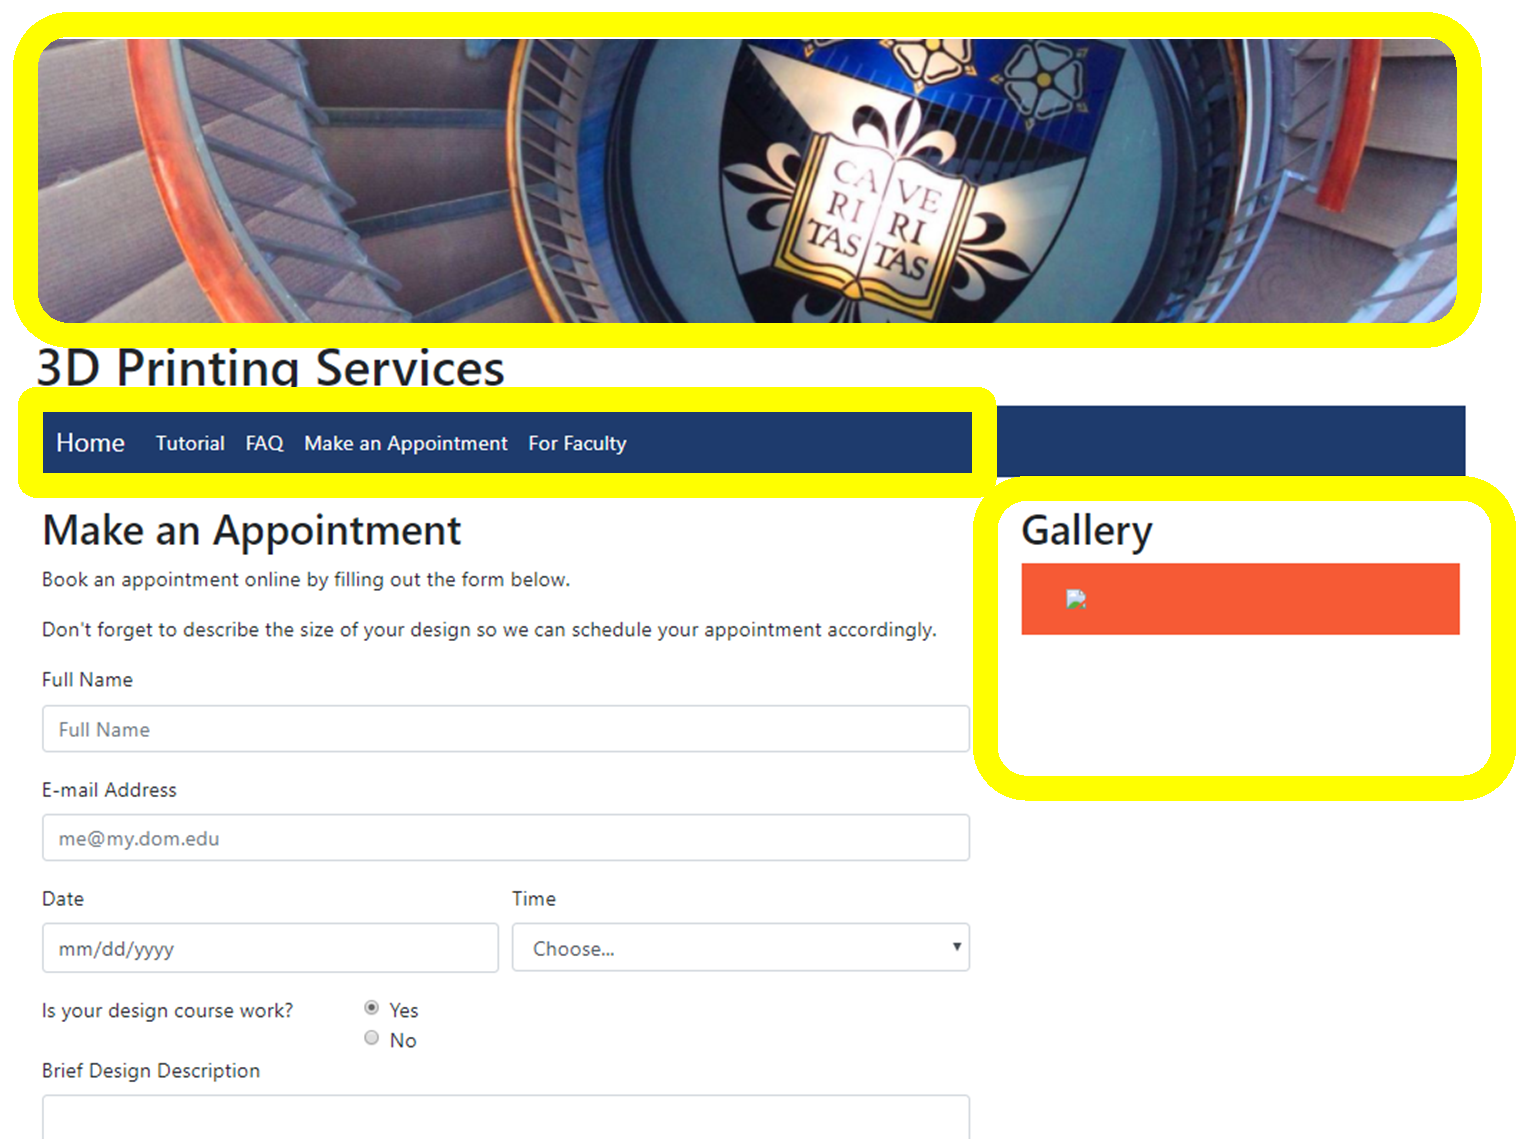 CA VE
RI RI
TAS TAS
3D Printing Services
Home Tutorial FAQ Make an Appointment For Faculty
Make an Appointment
Gallery
Book an appointment online by filling out the form below.
Don't forget to describe the size of your design so we can schedule your appointment accordingly.
Full Name
Full Name
E-mail Address
me@my.dom.edu
Date Time
mm/dd/yyyy Choose...
Is your design course work? Yes
No
Brief Design Description